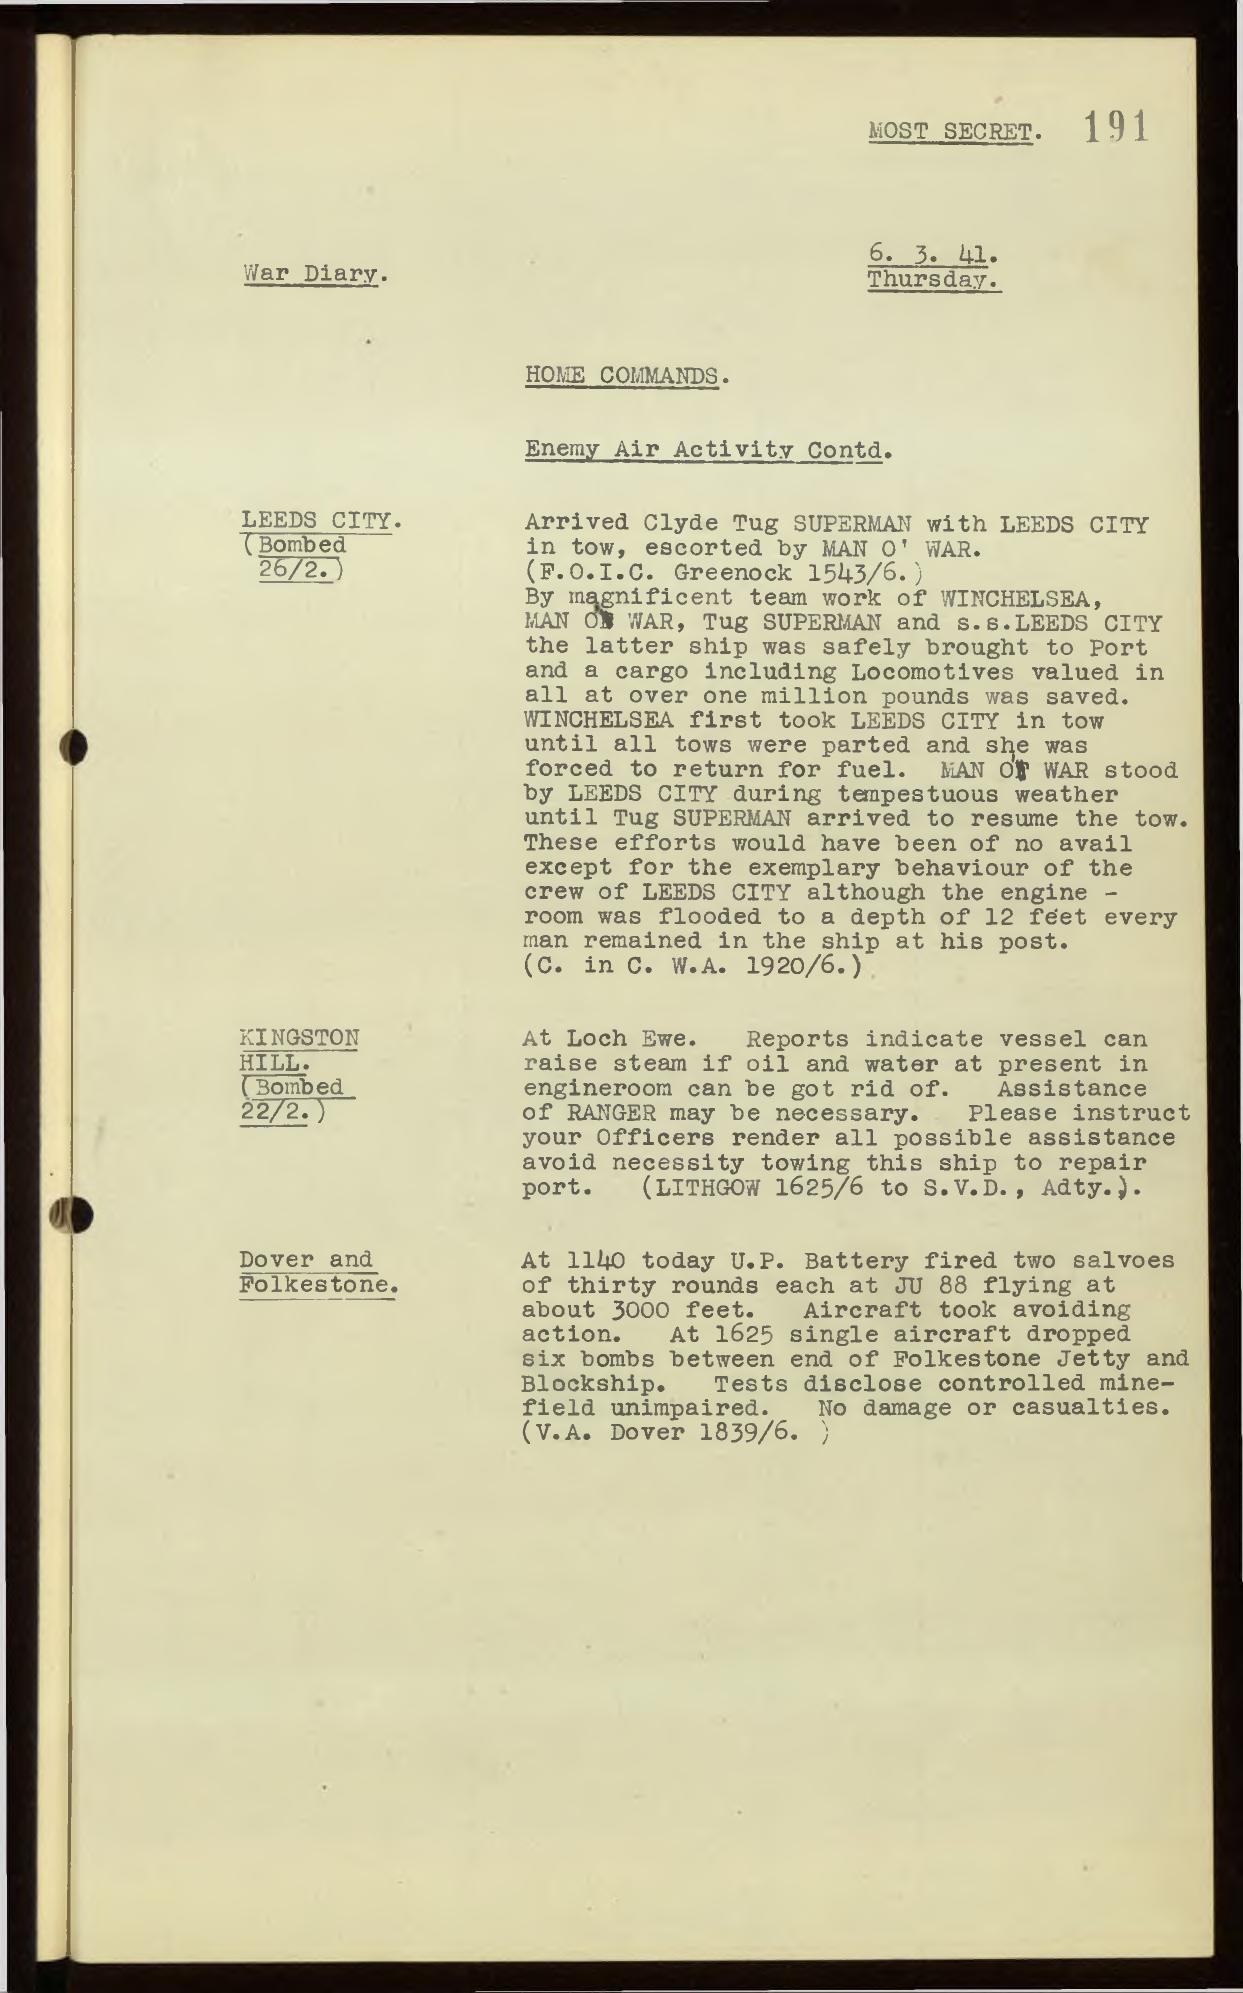 MOST SECRET. 191
6. 3. 41.
War Diary.
Thursday.
HOME COMMANDS.
Enemy Air Activity Contd.
LEEDS CITY.
(Bombed
26/2.)
Arrived Clyde Tug SUPERMAN with LEEDS CITY
in tow, escorted by MAN O' WAR.
(F.O.I.C. Greenock 1543/6.)
By magnificent team work of WINCHELSEA,
MAN O' WAR, Tug SUPERMAN and s.s.LEEDS CITY
the latter ship was safely brought to Port
and a cargo including Locomotives valued in
all at over one million pounds was saved.
WINCHELSEA first took LEEDS CITY in tow
until all tows were parted and she was
forced to return for fuel. MAN O' WAR stood
by LEEDS CITY during tempestuous weather
until Tug SUPERMAN arrived to resume the tow.
These efforts would have been of no avail
except for the exemplary behaviour of the
crew of LEEDS CITY although the engine -
room was flooded to a depth of 12 feet every
man remained in the ship at his post.
(C. in C. W.A. 1920/6.)
KINGSTON
HILL.
(Bombed
22/2.)
At Loch Ewe. Reports indicate vessel can
raise steam if oil and water at present in
engineroom can be got rid of. Assistance
of RANGER may be necessary. Please instruct
your Officers render all possible assistance
avoid necessity towing this ship to repair
port. (LITHGOW 1625/6 to S.V.D., Adty.).
Dover and
Folkestone.
At 1140 today U.P. Battery fired two salvoes
of thirty rounds each at JU 88 flying at
about 3000 feet. Aircraft took avoiding
action. At 1625 single aircraft dropped
six bombs between end of Folkestone Jetty and
Blockship. Tests disclose controlled mine-
field unimpaired. No damage or casualties.
(V.A. Dover 1839/6. )